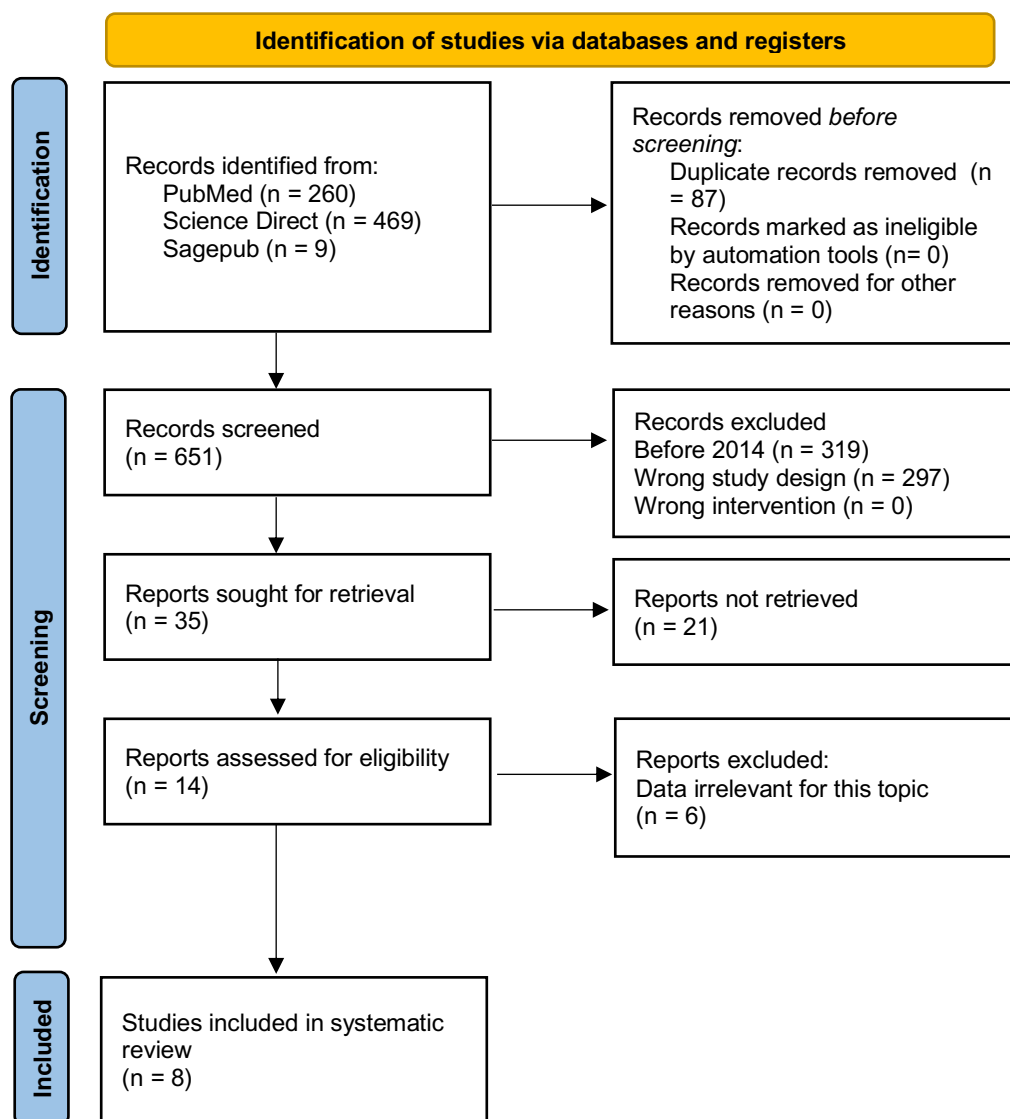 Identification of studies via databases and registers
Identification
Records identified from:
PubMed (n = 260)
Science Direct (n = 469)
Sagepub (n = 9)
Records removed before
screening:
Duplicate records removed (n
= 87)
Records marked as ineligible
by automation tools (n= 0)
Records removed for other
reasons (n = 0)
Screening
Records screened
(n = 651)
Records excluded
Before 2014 (n = 319)
Wrong study design (n = 297)
Wrong intervention (n = 0)
Reports sought for retrieval
(n = 35)
Reports not retrieved
(n = 21)
Reports assessed for eligibility
(n = 14)
Reports excluded:
Data irrelevant for this topic
(n = 6)
Included
Studies included in systematic
review
(n = 8)